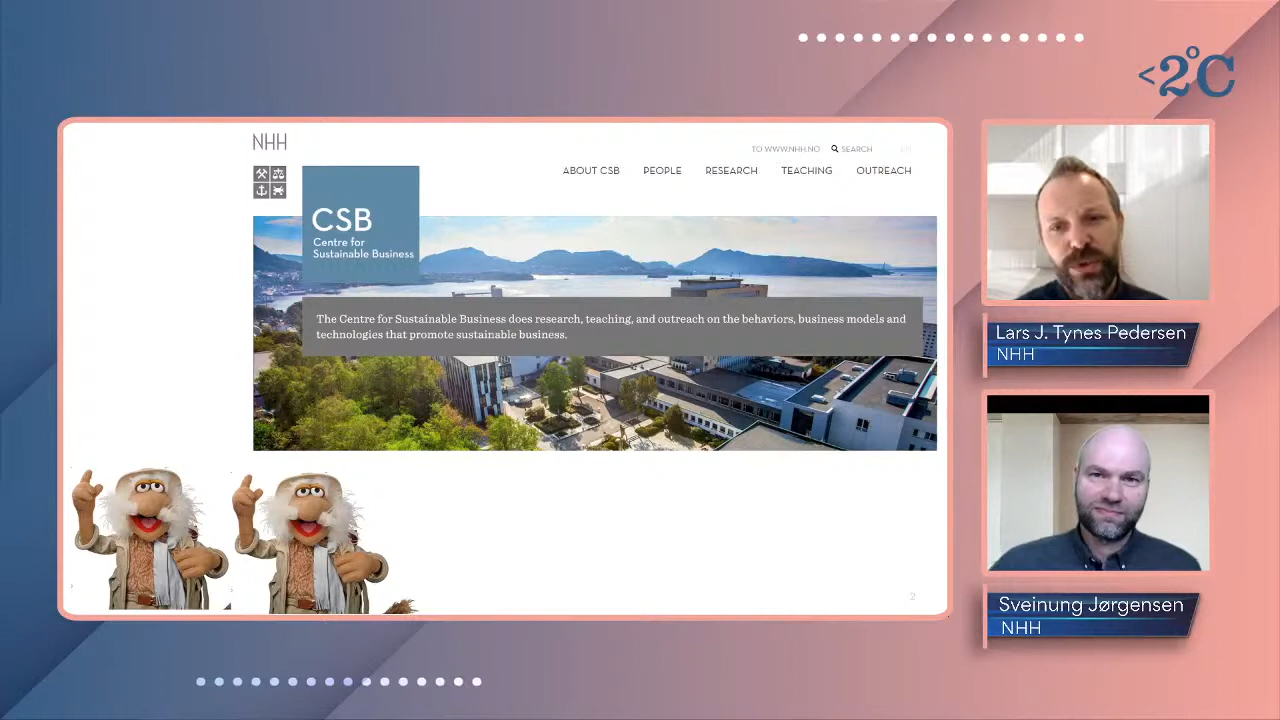 <2°C
NHH
TO WWW.NHH.NO SEARCH EN
ABOUT CSB PEOPLE RESEARCH TEACHING OUTREACH
CSB
Centre for
Sustainable Business
The Centre for Sustainable Business does research, teaching, and outreach on the behaviors, business models and
technologies that promote sustainable business.
2
Lars J. Tynes Pedersen
NHH
Sveinung Jørgensen
NHH